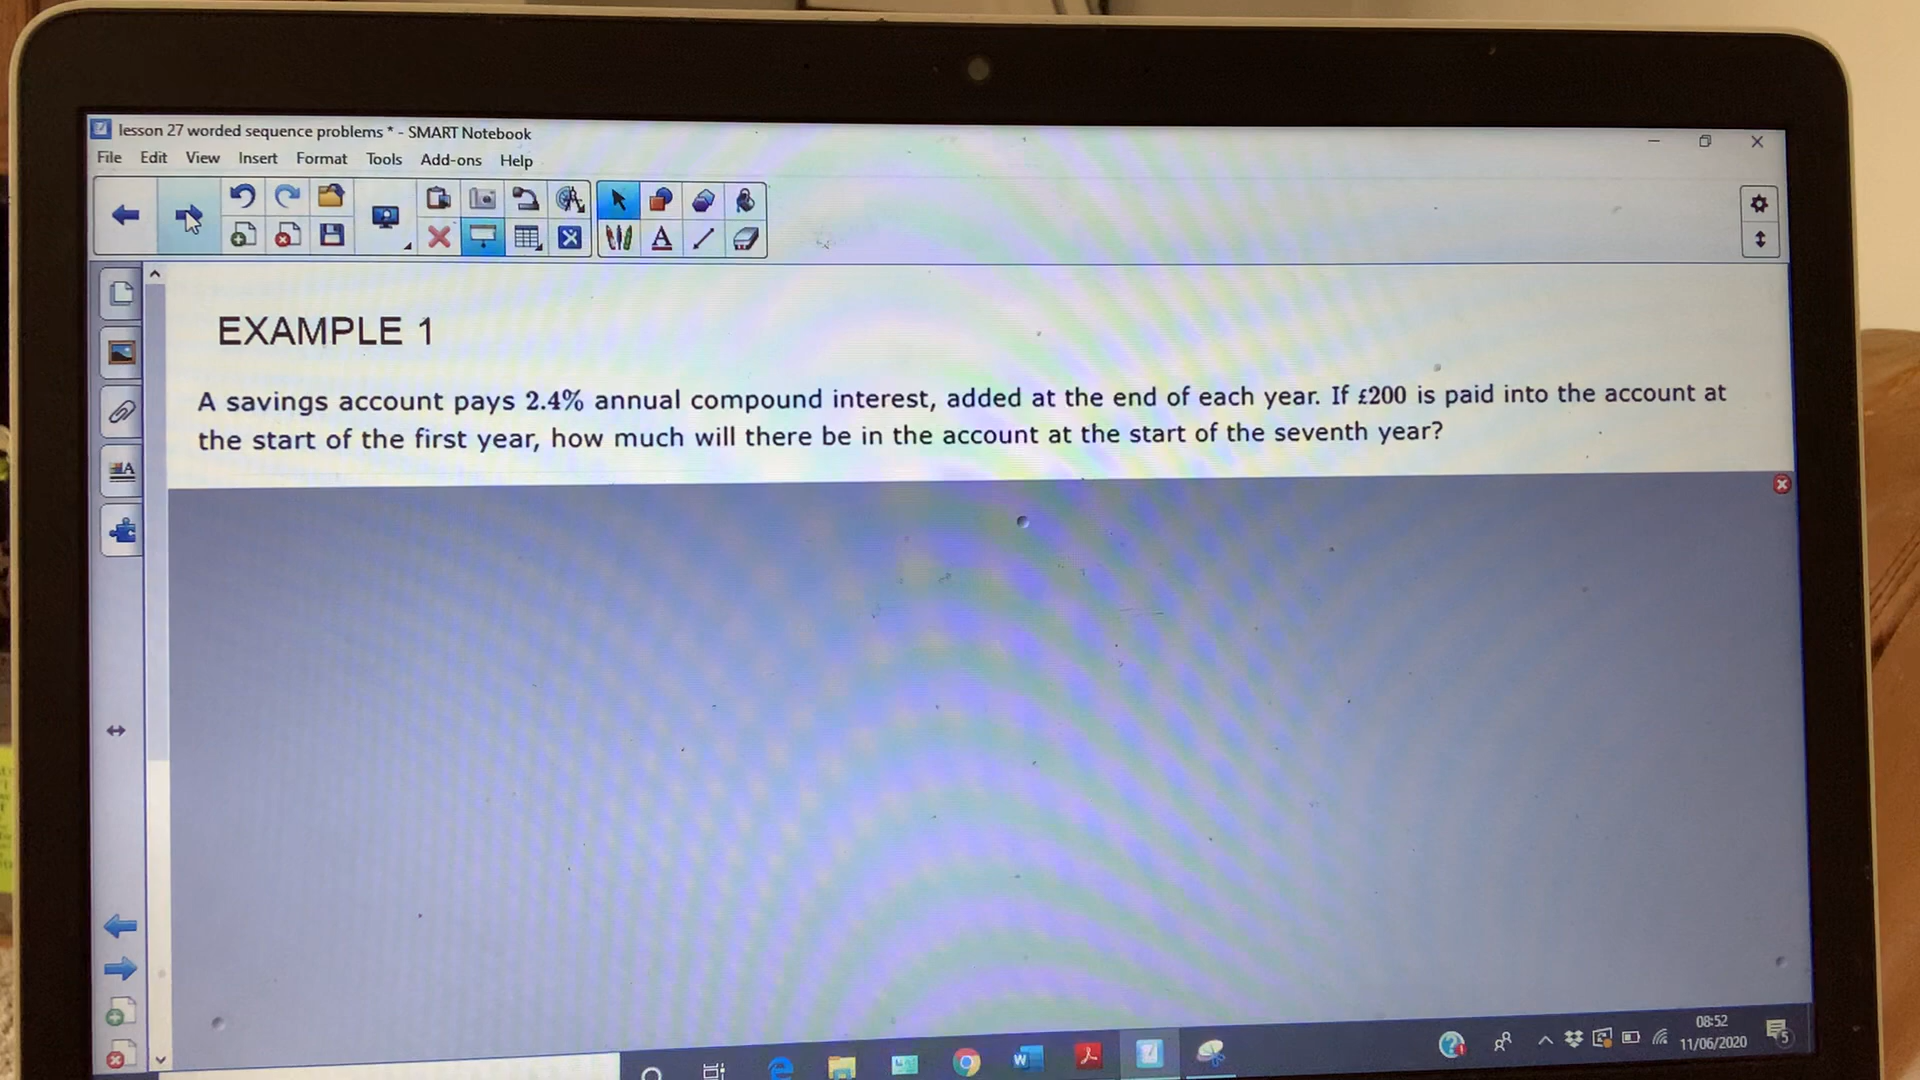 lesson 27 worded sequence problems * - SMART Notebook
File Edit View Insert Format Tools Add-ons Help
EXAMPLE 1
A savings account pays 2.4% annual compound interest, added at the end of each year. If £200 is paid into the account at
the start of the first year, how much will there be in the account at the start of the seventh year?
08:52
11/06/2020
5